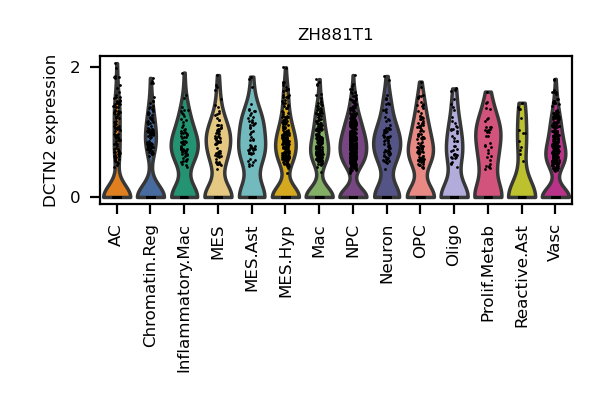 ZH881T1
DCTN2 expression
2
0
AC
Chromatin.Reg
Inflammatory.Mac
MES
MES.Ast
MES.Hyp
Mac
NPC
Neuron
OPC
Oligo
Prolif.Metab
Reactive.Ast
Vasc